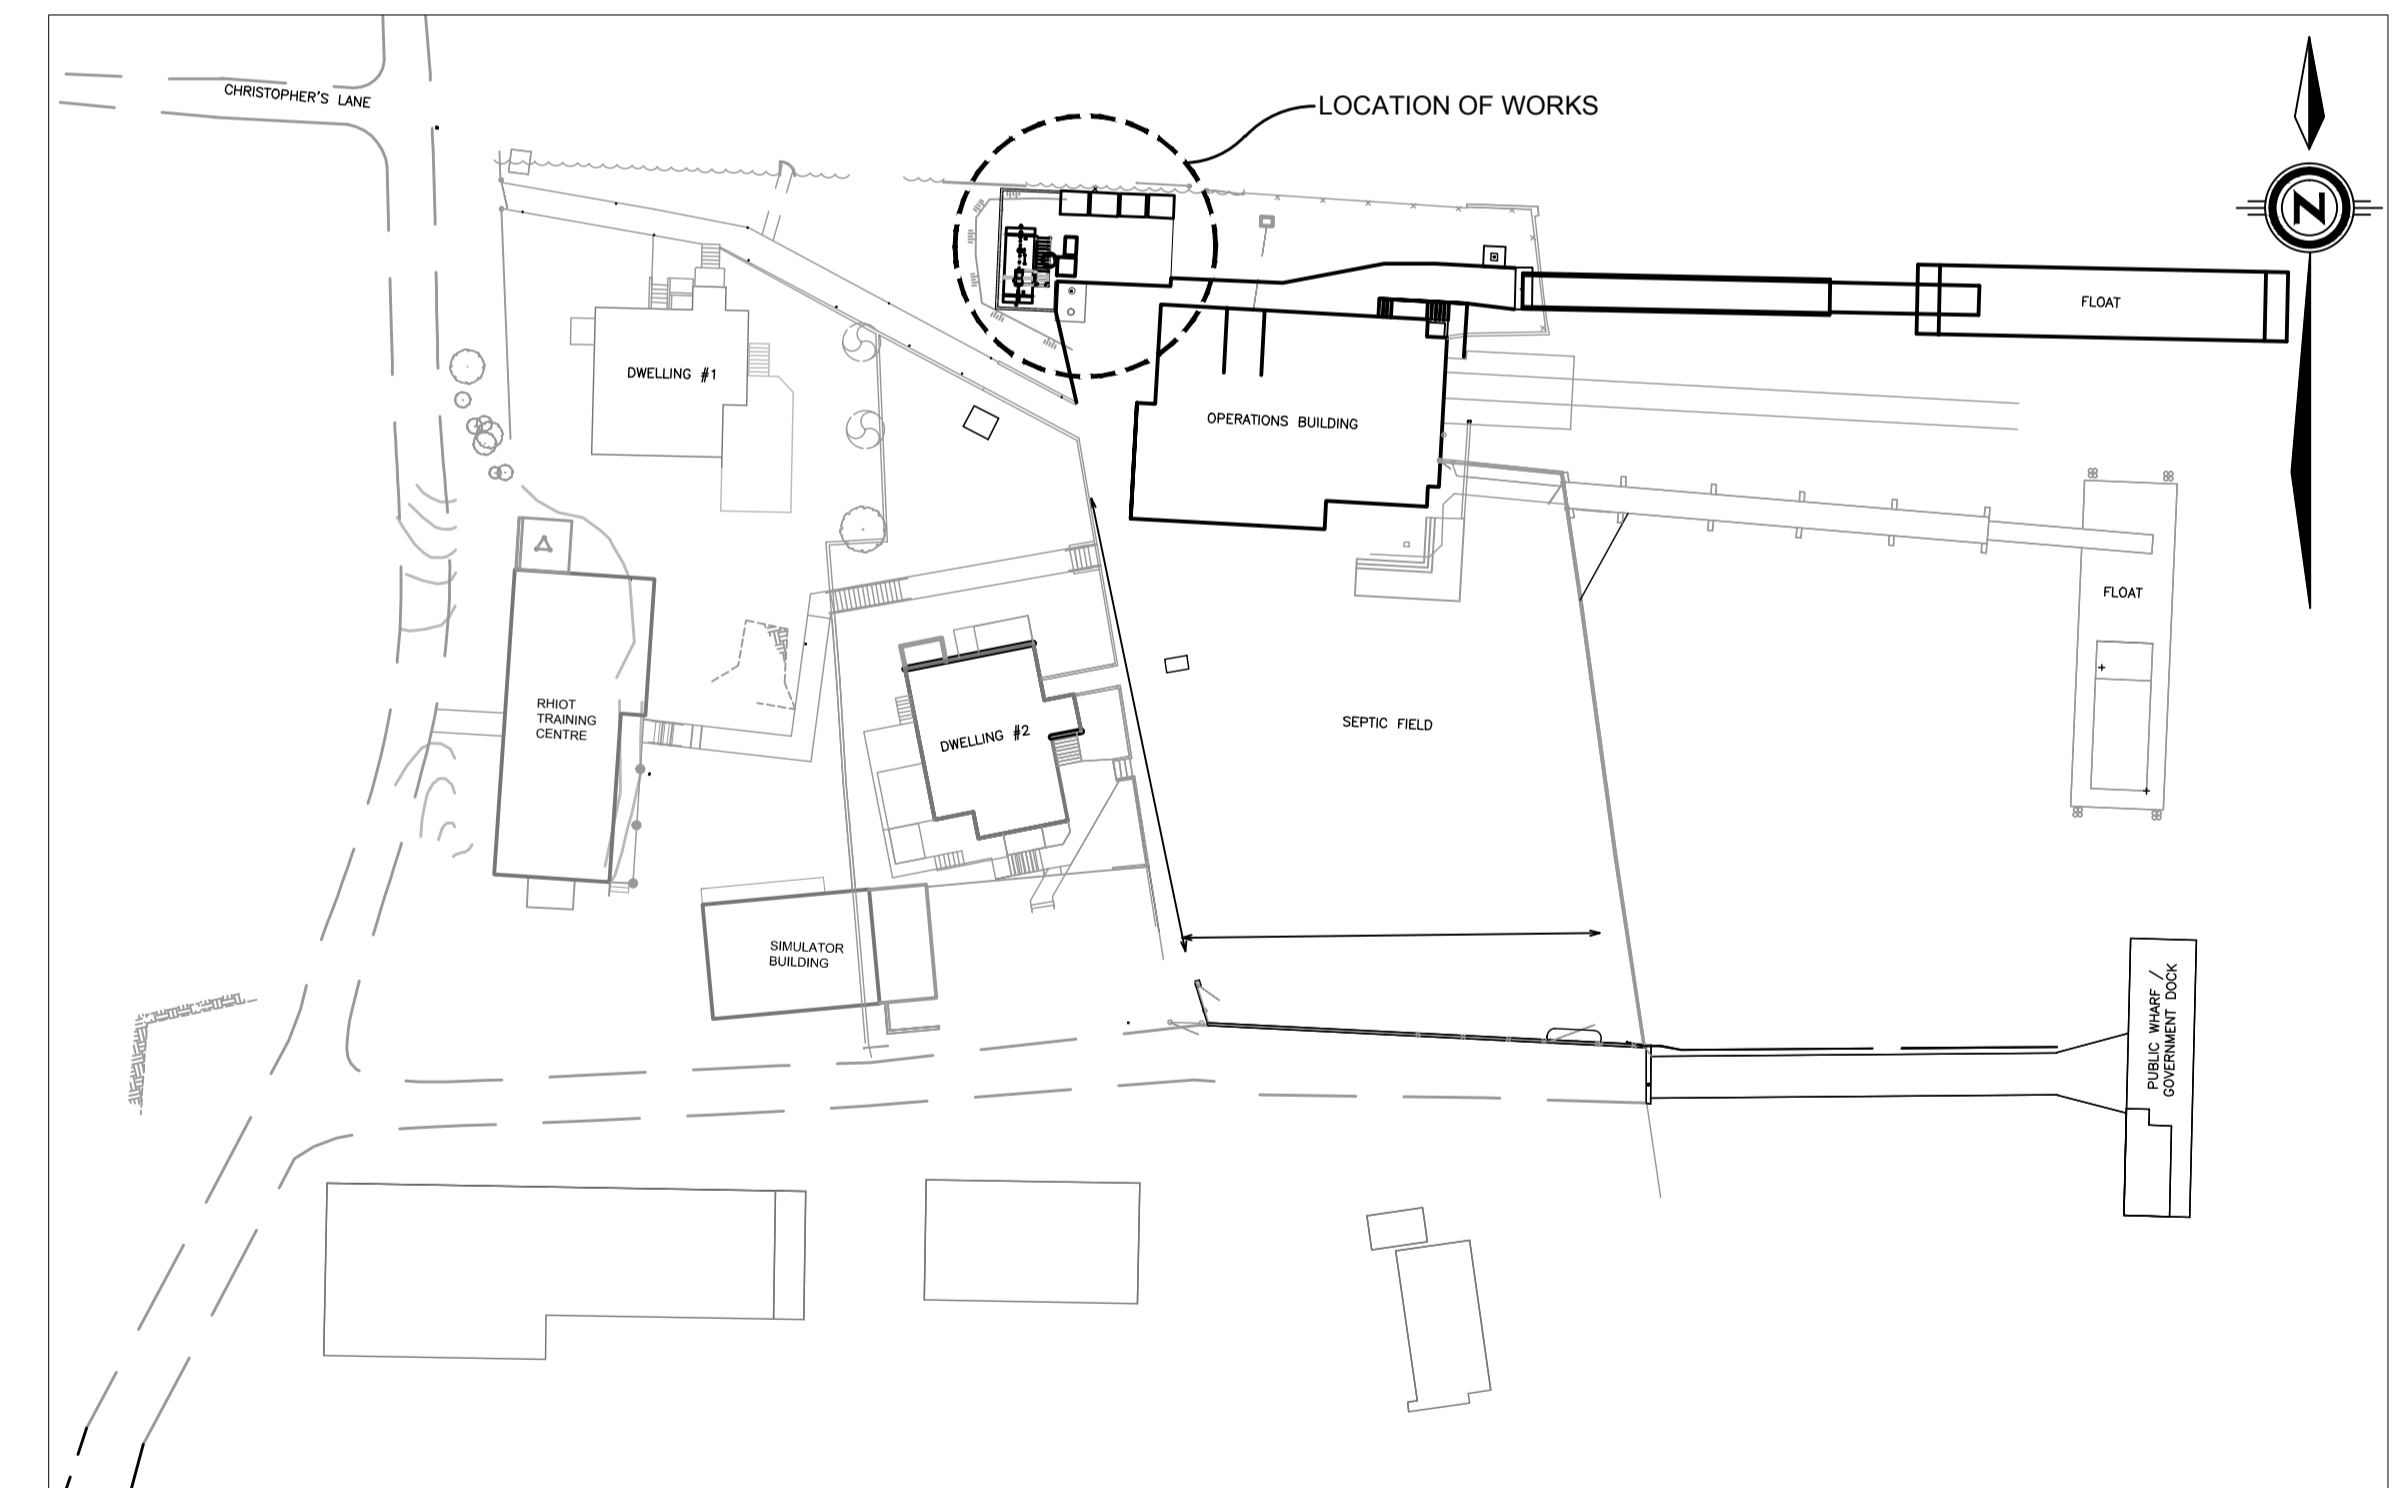 CHRISTOPHER'S LANE
LOCATION OF WORKS
N
FLOAT
DWELLING #1
OPERATIONS BUILDING
FLOAT
RHIOT
TRAINING
CENTRE
DWELLING #2
SEPTIC FIELD
SIMULATOR
BUILDING
PUBLIC WHARF /
GOVERNMENT DOCK